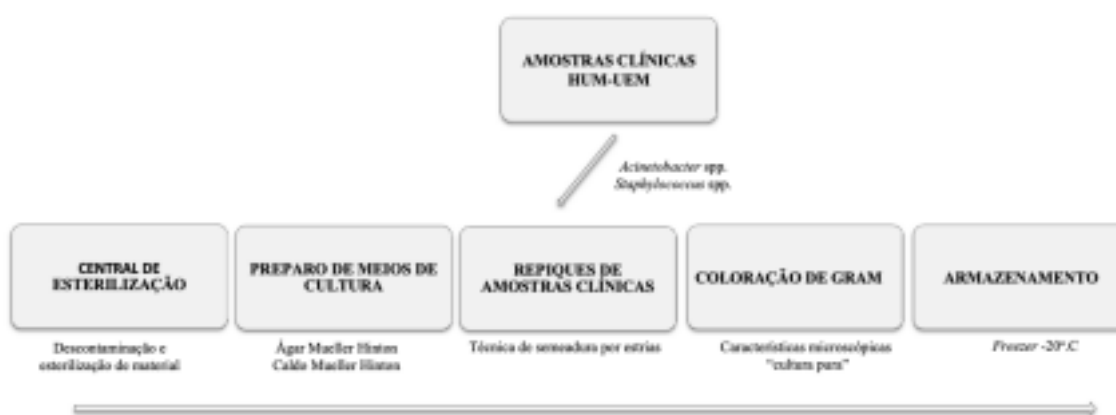 AMOSTRAS CLÍNICAS
HUM-UEM
Acinetobacter spp.
Staphylococcus spp.
CENTRAL DE
ESTERILIZAÇÃO
Descontaminação e
esterilização de material
PREPARO DE MEIOS DE
CULTURA
Ágar Mueller Hinton
Caldo Mueller Hinton
REPIQUES DE
AMOSTRAS CLÍNICAS
Técnica de semeadura por estrias
COLORAÇÃO DE GRAM
Características microscópicas
"cultura pura"
ARMAZENAMENTO
Freezer -20º.C